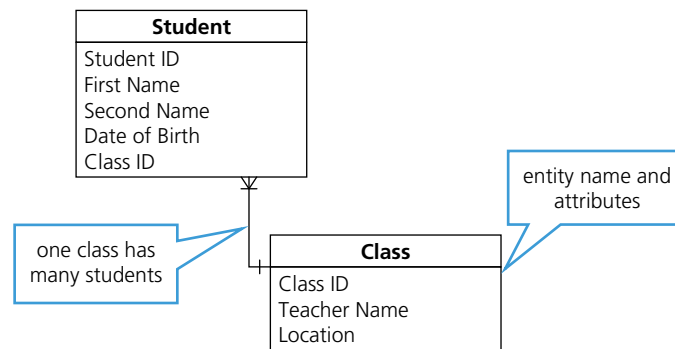 Student
Student ID
First Name
Second Name
Date of Birth
Class ID
entity name and
attributes
one class has
many students
Class
Class ID
Teacher Name
Location